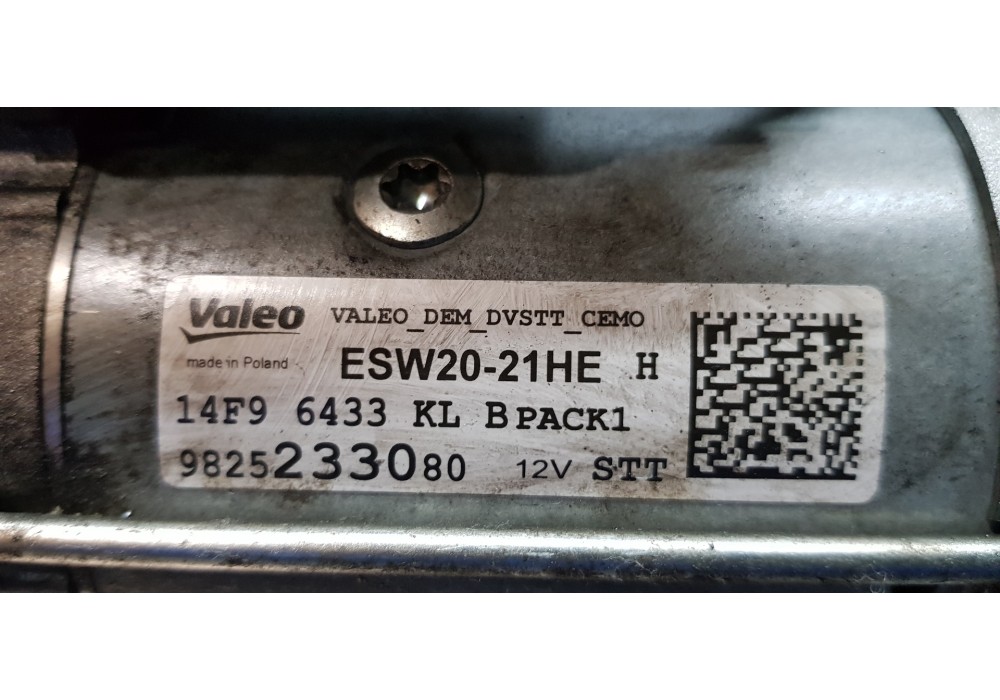 Valeo VALEO_DEM_DVSTT_CEMO
made in Poland ESW20-21HE H
14F9 6433 KL B PACK1
9825233080 12V STT